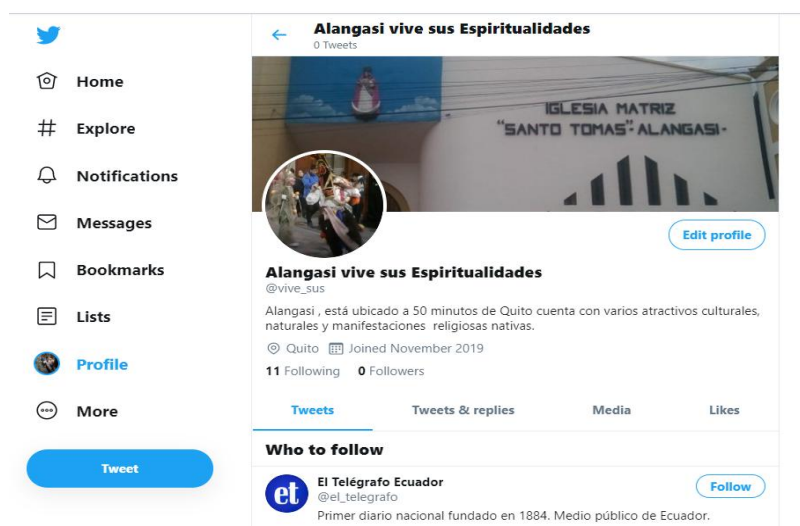 Alangasi vive sus Espiritualidades
0 Tweets
Home
Explore
Notifications
Messages
Bookmarks
Lists
Profile
More
Tweet
IGLESIA MATRIZ
"SANTO TOMAS" ALANGASI-
Edit profile
Alangasi vive sus Espiritualidades
@vive_sus
Alangasi , está ubicado a 50 minutos de Quito cuenta con varios atractivos culturales,
naturales y manifestaciones religiosas nativas.
Quito Joined November 2019
11 Following 0 Followers
Tweets Tweets & replies Media Likes
Who to follow
et
El Telégrafo Ecuador
@el_telegrafo
Follow
Primer diario nacional fundado en 1884. Medio público de Ecuador.